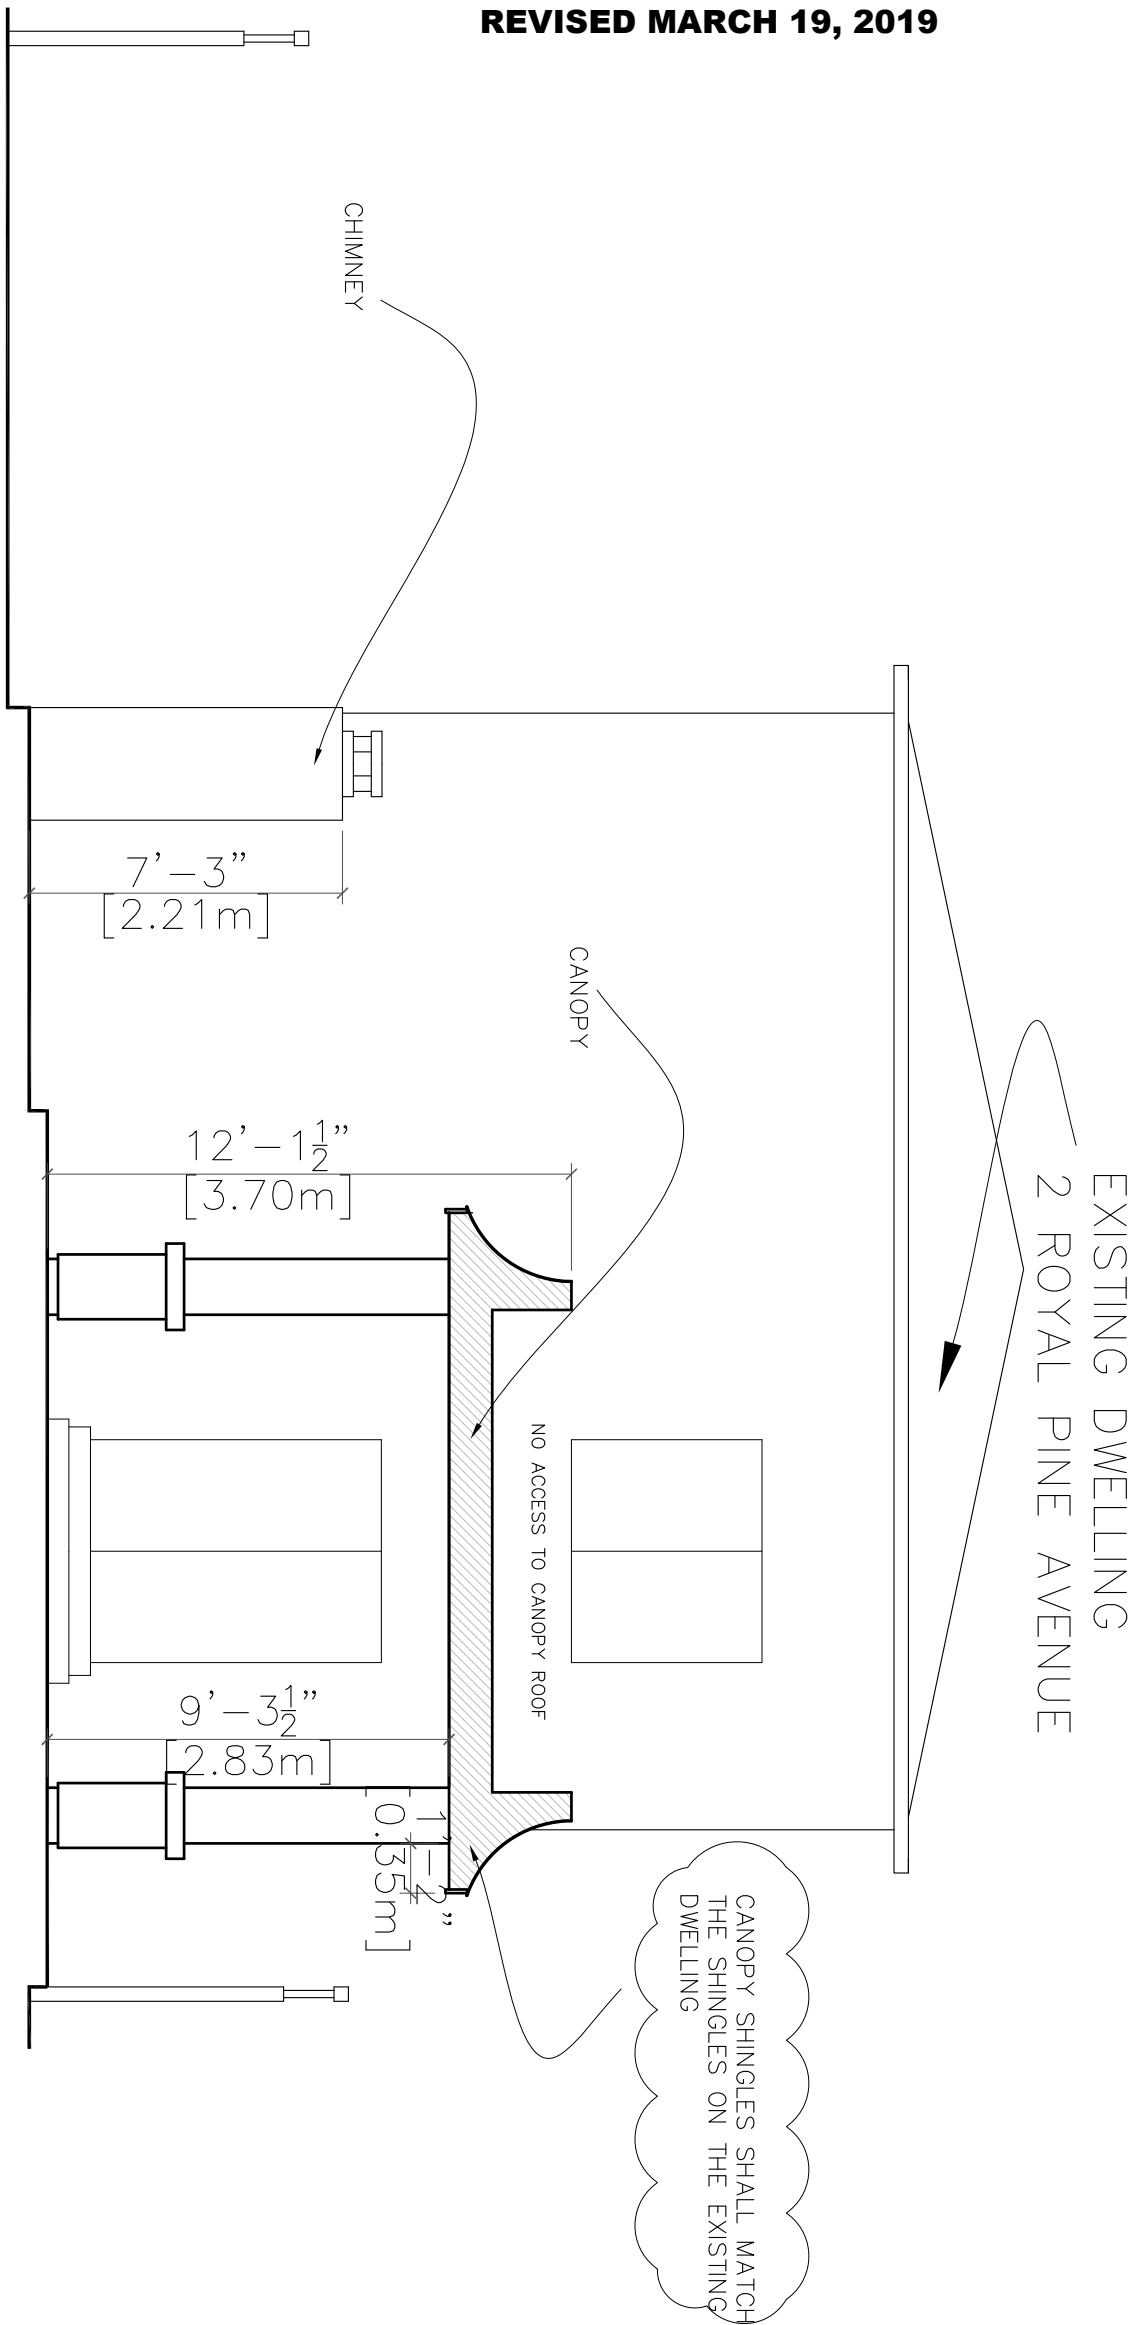 REVISED MARCH 19, 2019
EXISTING DWELLING
2 ROYAL PINE AVENUE
CHIMNEY
7'-3"
[2.21m]
CANOPY
12'-1½"
[3.70m]
NO ACCESS TO CANOPY ROOF
9'-3½"
[2.83m]
1'-2"
[0.35m]
CANOPY SHINGLES SHALL MATCH
THE SHINGLES ON THE EXISTING
DWELLING